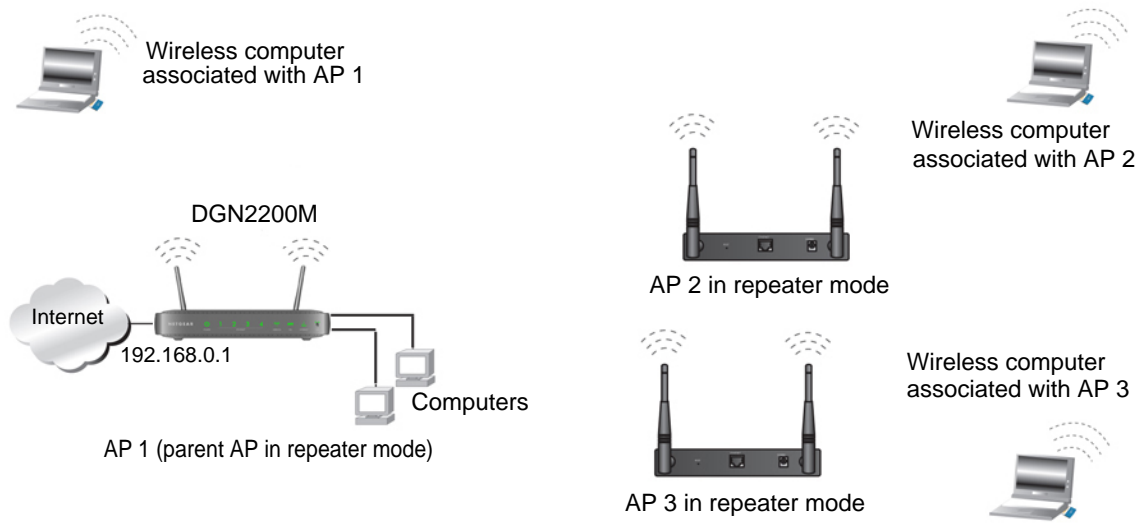 Wireless computer
associated with AP 1
Wireless computer
associated with AP 2
DGN2200M
AP 2 in repeater mode
Internet
192.168.0.1
NETGEAR
Computers
AP 1 (parent AP in repeater mode)
Wireless computer
associated with AP 3
AP 3 in repeater mode